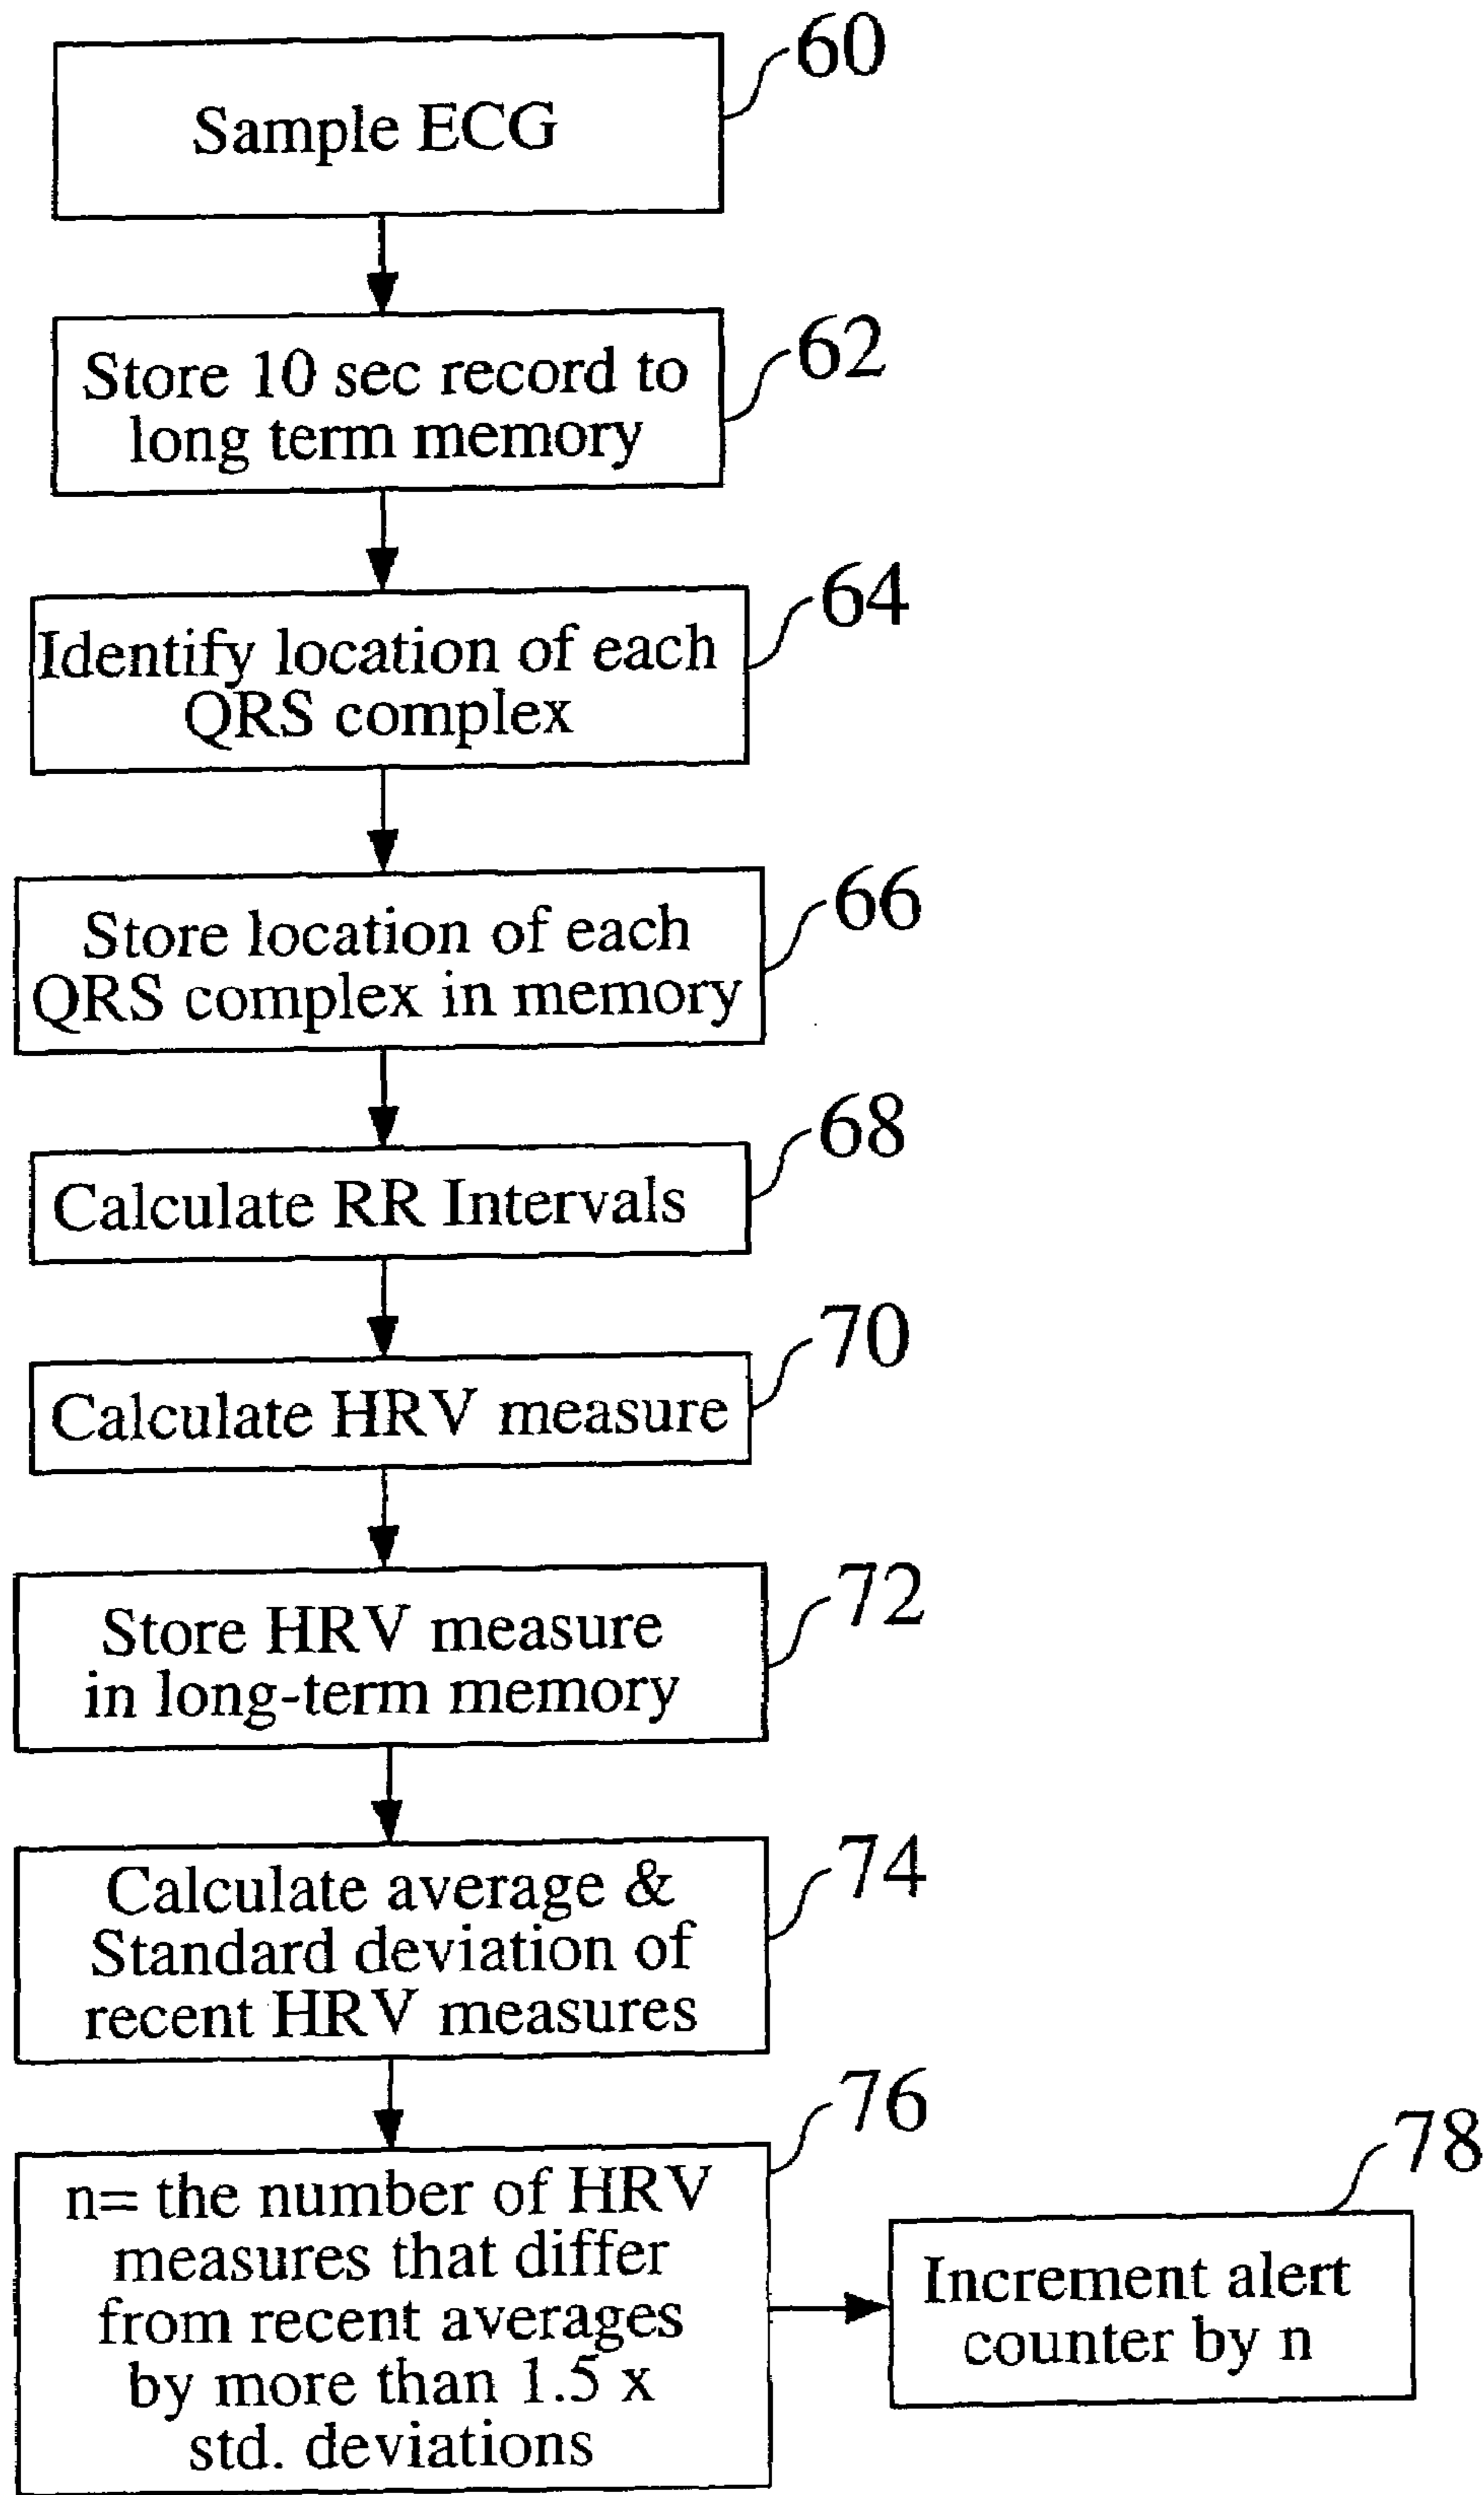 60
Sample ECG
62
Store 10 sec record to
long term memory
64
Identify location of each
QRS complex
66
Store location of each
QRS complex in memory
68
Calculate RR Intervals
70
Calculate HRV measure
72
Store HRV measure
in long-term memory
74
Calculate average &
Standard deviation of
recent HRV measures
76
n= the number of HRV
measures that differ
from recent averages
by more than 1.5 x
std. deviations
78
Increment alert
counter by n